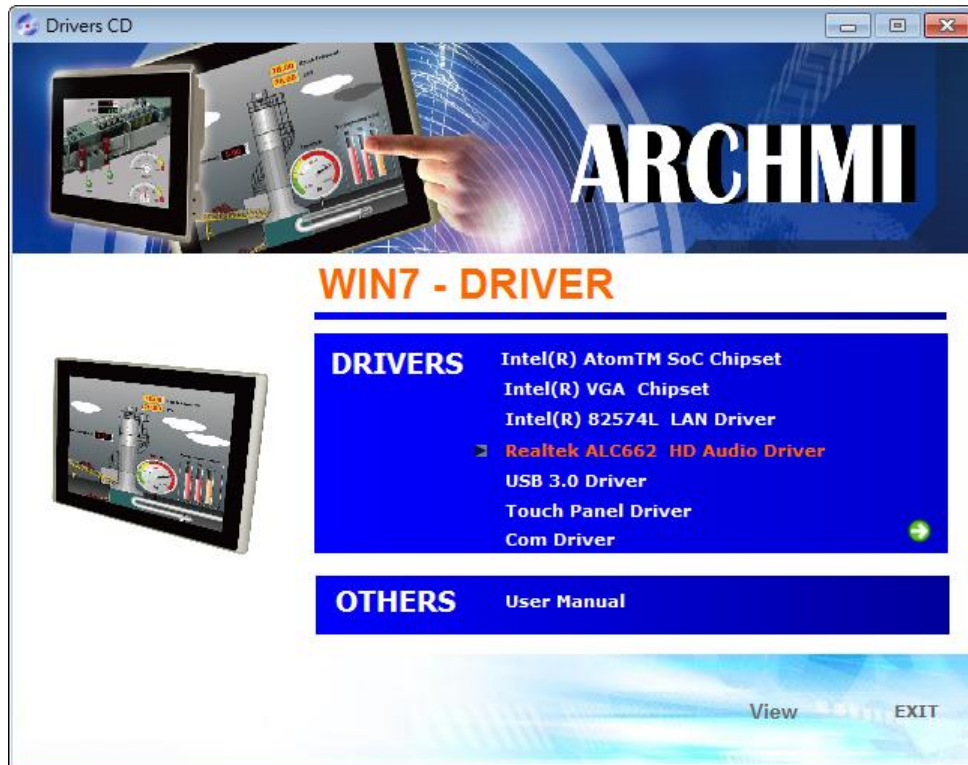 Drivers CD
ARCHMI
WIN7 - DRIVER
DRIVERS
Intel(R) AtomTM SoC Chipset
Intel(R) VGA Chipset
Intel(R) 82574L LAN Driver
Realtek ALC662 HD Audio Driver
USB 3.0 Driver
Touch Panel Driver
Com Driver
OTHERS
User Manual
View
EXIT